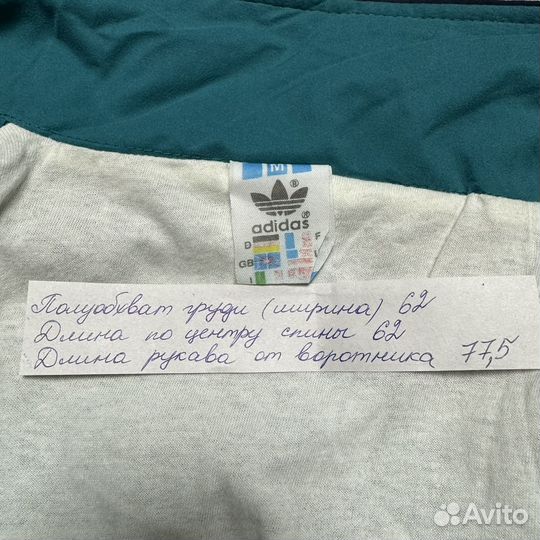 M
®
adidas®
D F
GB I
Полуобхват груди (ширина) 62
Длина по центру спины 62
Длина рукава от воротника 77,5
Avito